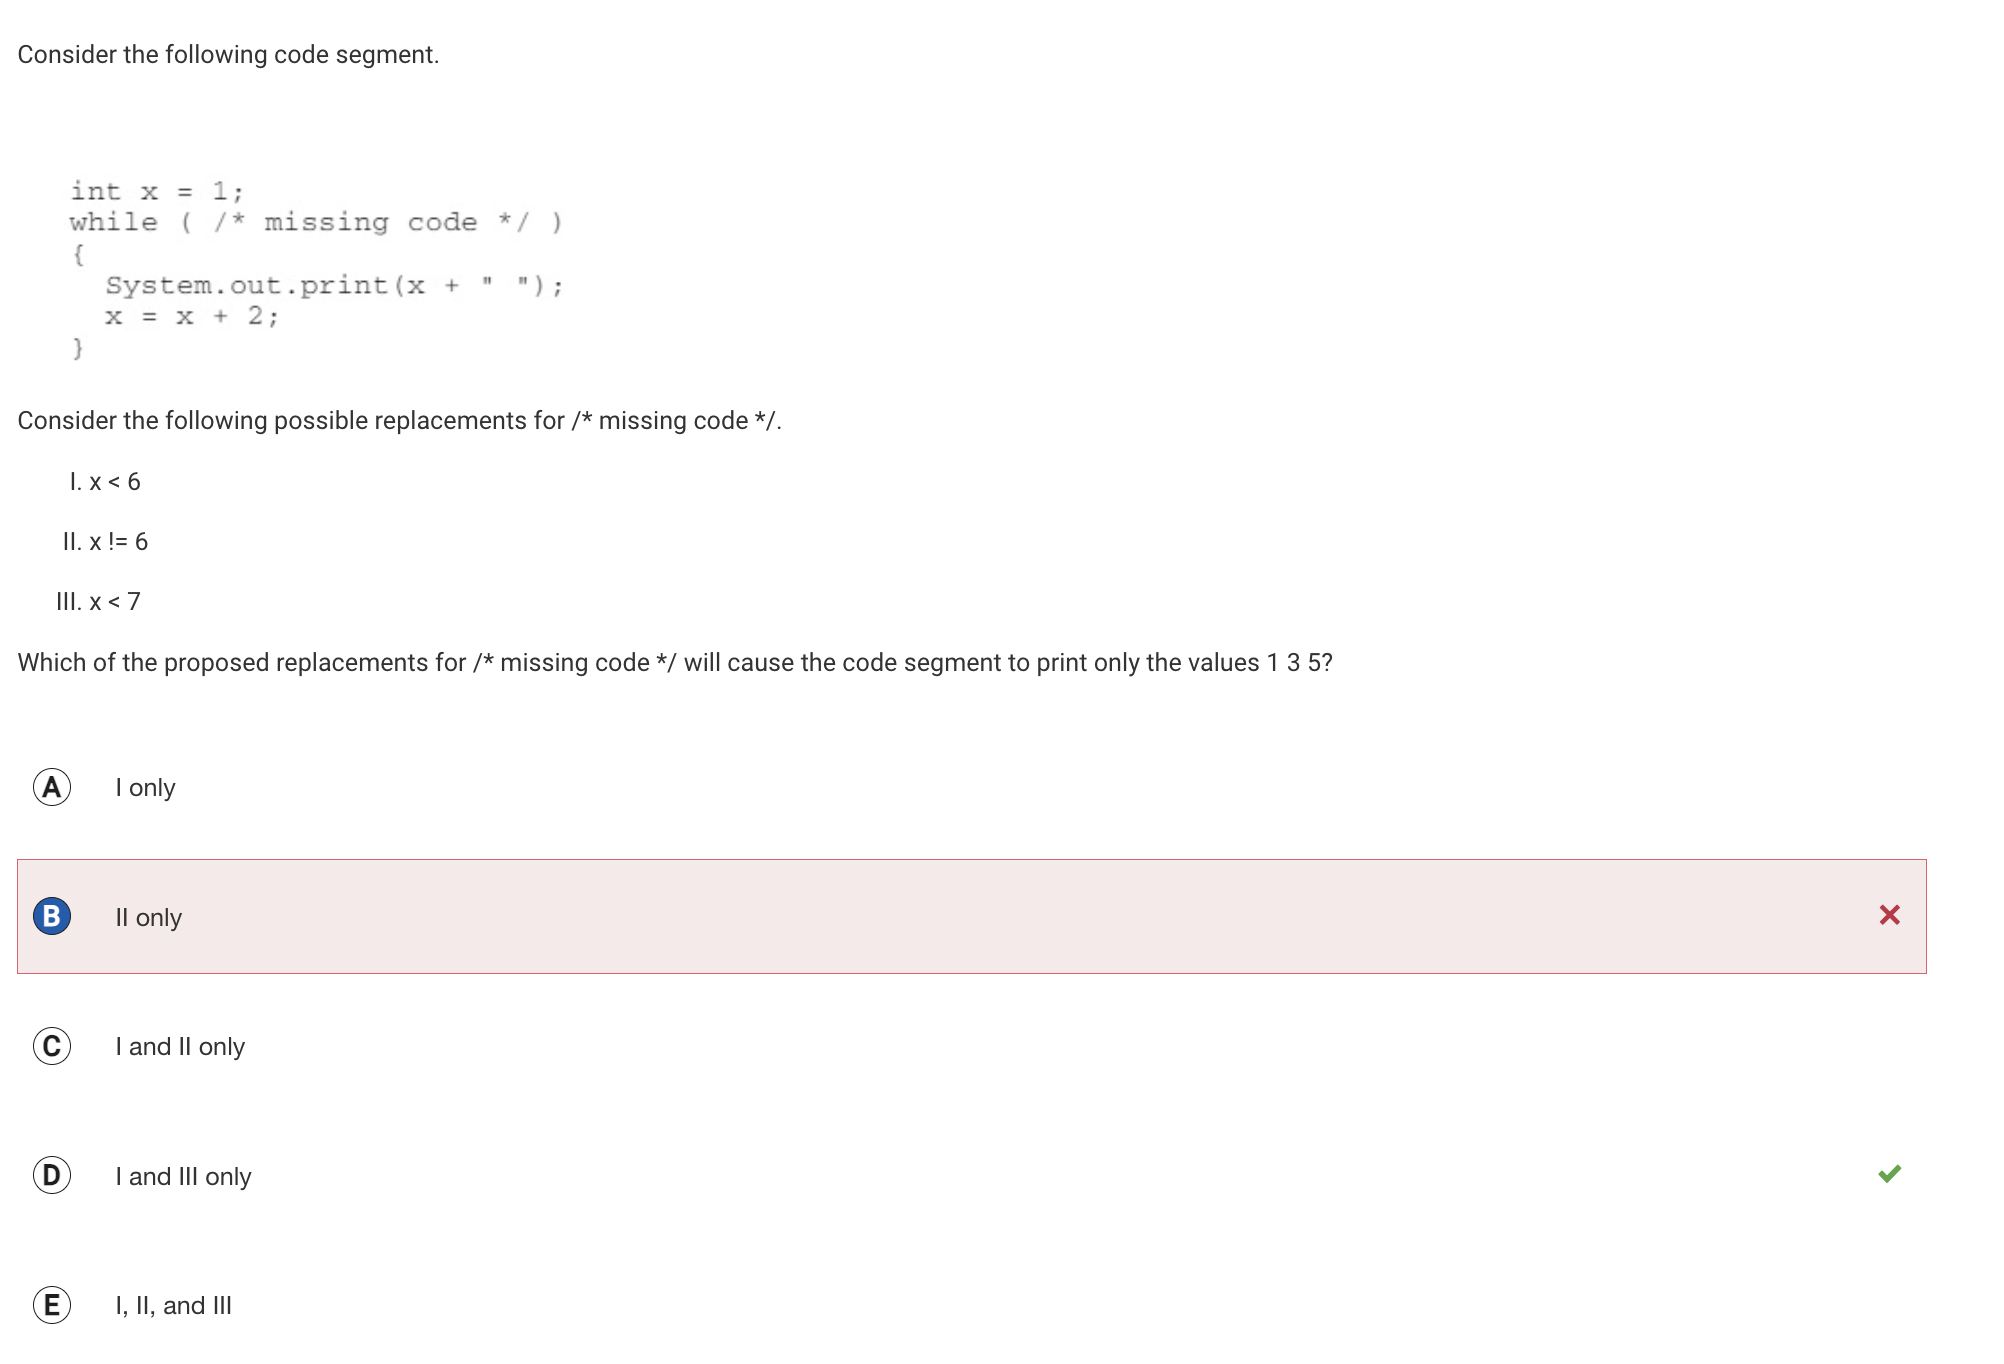 Consider the following code segment.
int x = 1;
while ( /* missing code */ )
{
  System.out.print(x + " ");
  x = x + 2;
}
Consider the following possible replacements for /* missing code */.
I. x < 6
II. x != 6
III. x < 7
Which of the proposed replacements for /* missing code */ will cause the code segment to print only the values 1 3 5?
A I only
B II only
C I and II only
D I and III only
E I, II, and III